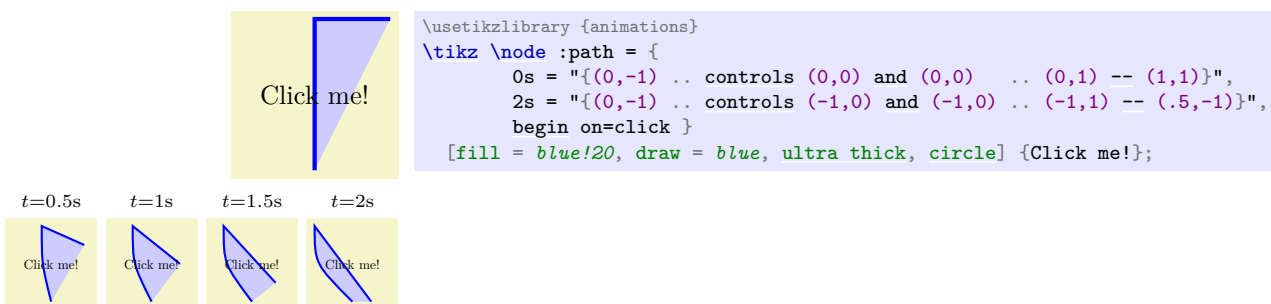 Click me!
\usetikzlibrary {animations}
\tikz \node :path = {
0s = "{(0,-1) .. controls (0,0) and (0,0)   .. (0,1) -- (1,1)}",
2s = "{(0,-1) .. controls (-1,0) and (-1,0) .. (-1,1) -- (.5,-1)}",
begin on=click }
[fill = blue!20, draw = blue, ultra thick, circle] {Click me!};
t=0.5s t=1s t=1.5s t=2s
Click me! Click me! Click me! Click me!